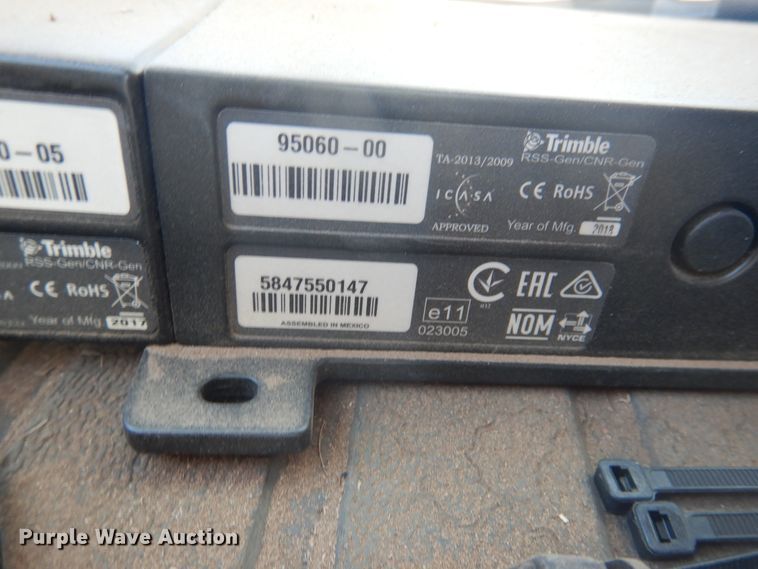 0-05
Trimble
RSS-Gen/CNR-Gen
CE RoHS
Year of Mfg. 2017
95060-00
TA-2013/2009
ICASA
APPROVED
Trimble
RSS-Gen/CNR-Gen
CE RoHS
Year of Mfg. 2018
5847550147
ASSEMBLED IN MEXICO
e11
023005
EAC
NOM
NYCE
Purple Wave Auction